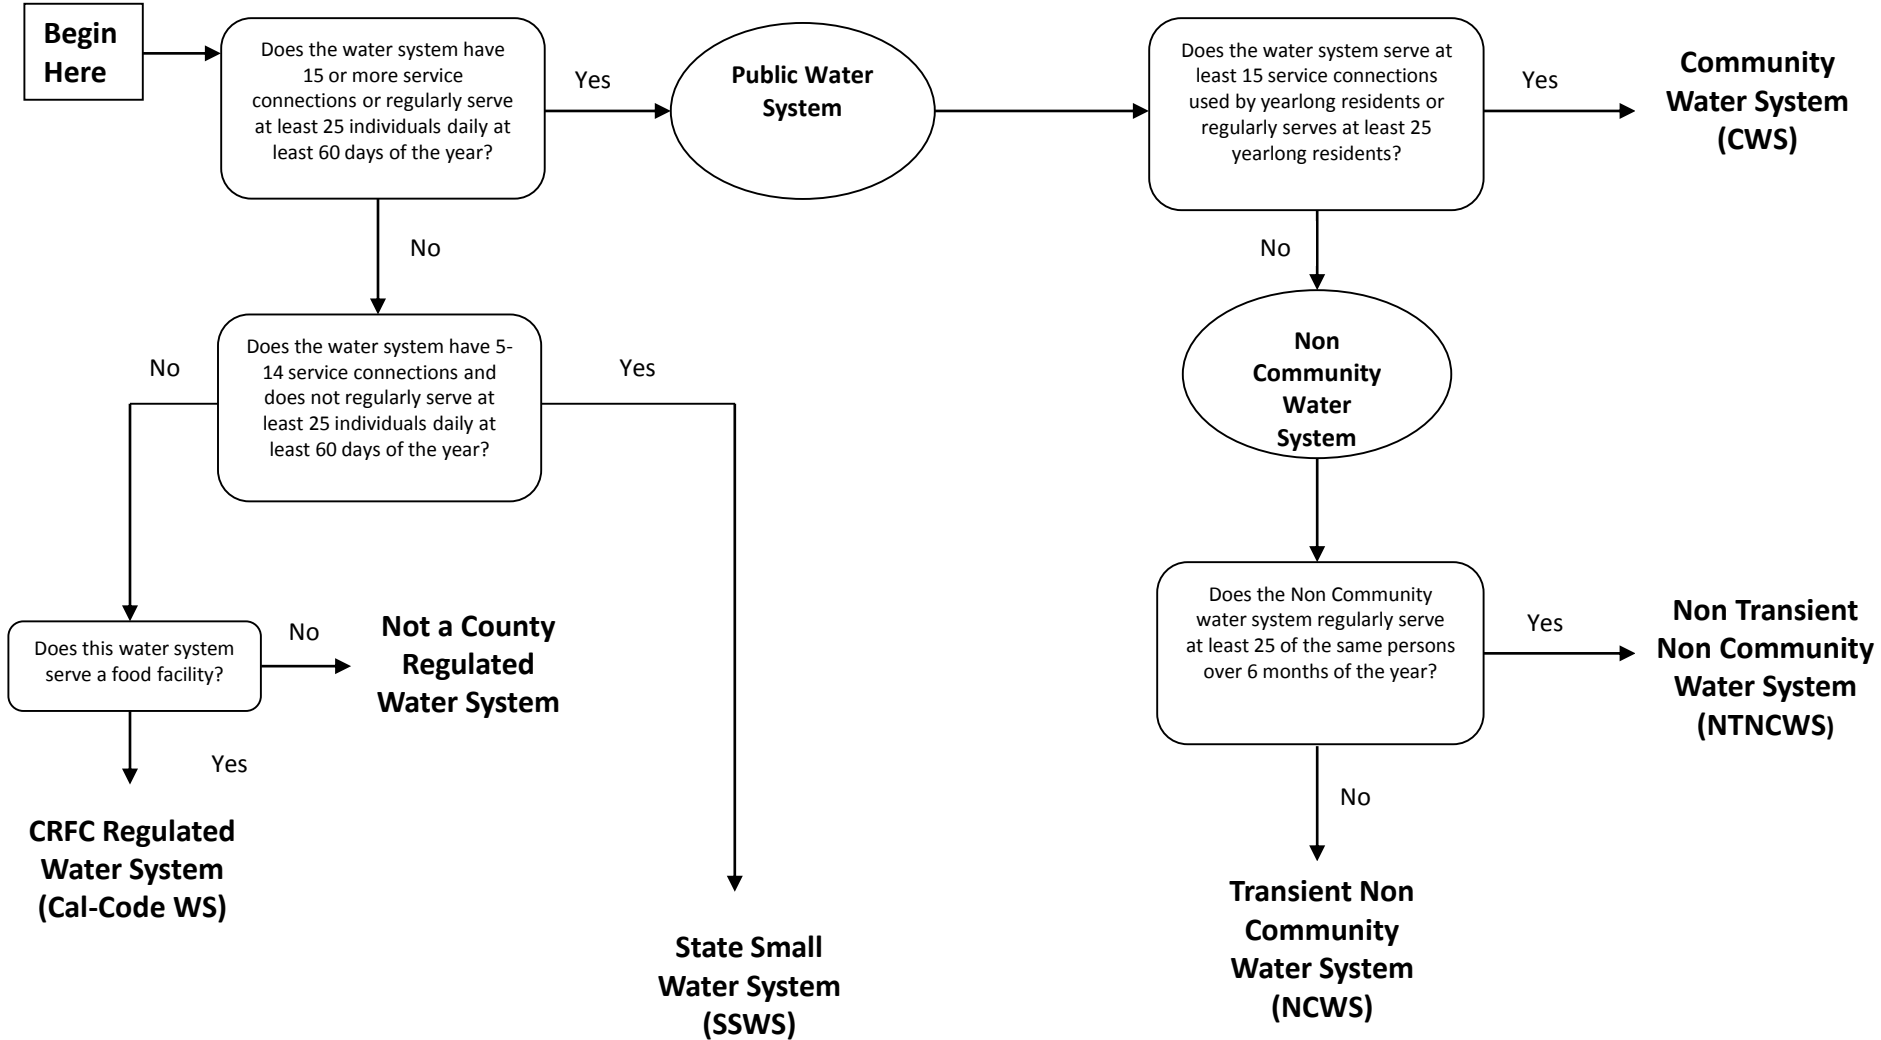 Begin
Here
Does the water system have
15 or more service
connections or regularly serve
at least 25 individuals daily at
least 60 days of the year?
Yes
Public Water
System
Does the water system serve at
least 15 service connections
used by yearlong residents or
regularly serves at least 25
yearlong residents?
Yes
Community
Water System
(CWS)
No
No
Does the water system have 5-
14 service connections and
does not regularly serve at
least 25 individuals daily at
least 60 days of the year?
No
Yes
Non
Community
Water
System
Does this water system
serve a food facility?
No
Not a County
Regulated
Water System
Yes
CRFC Regulated
Water System
(Cal-Code WS)
State Small
Water System
(SSWS)
Does the Non Community
water system regularly serve
at least 25 of the same persons
over 6 months of the year?
Yes
Non Transient
Non Community
Water System
(NTNCWS)
No
Transient Non
Community
Water System
(NCWS)